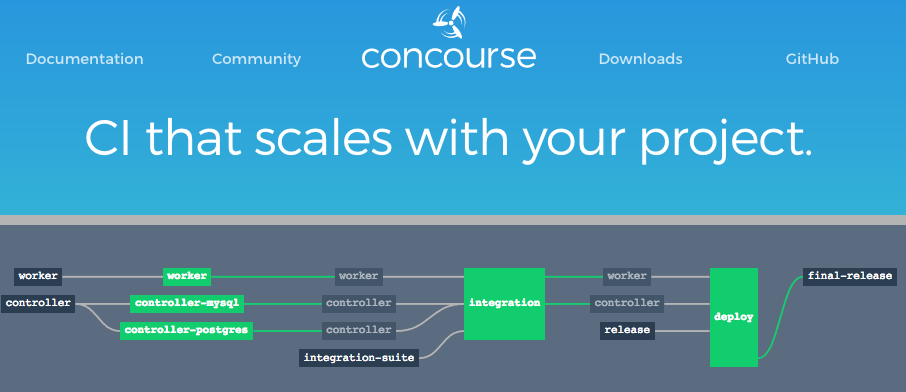 concourse
Documentation Community Downloads GitHub
CI that scales with your project.
worker worker worker worker final-release
controller controller-mysql controller integration controller
controller-postgres controller release deploy
integration-suite